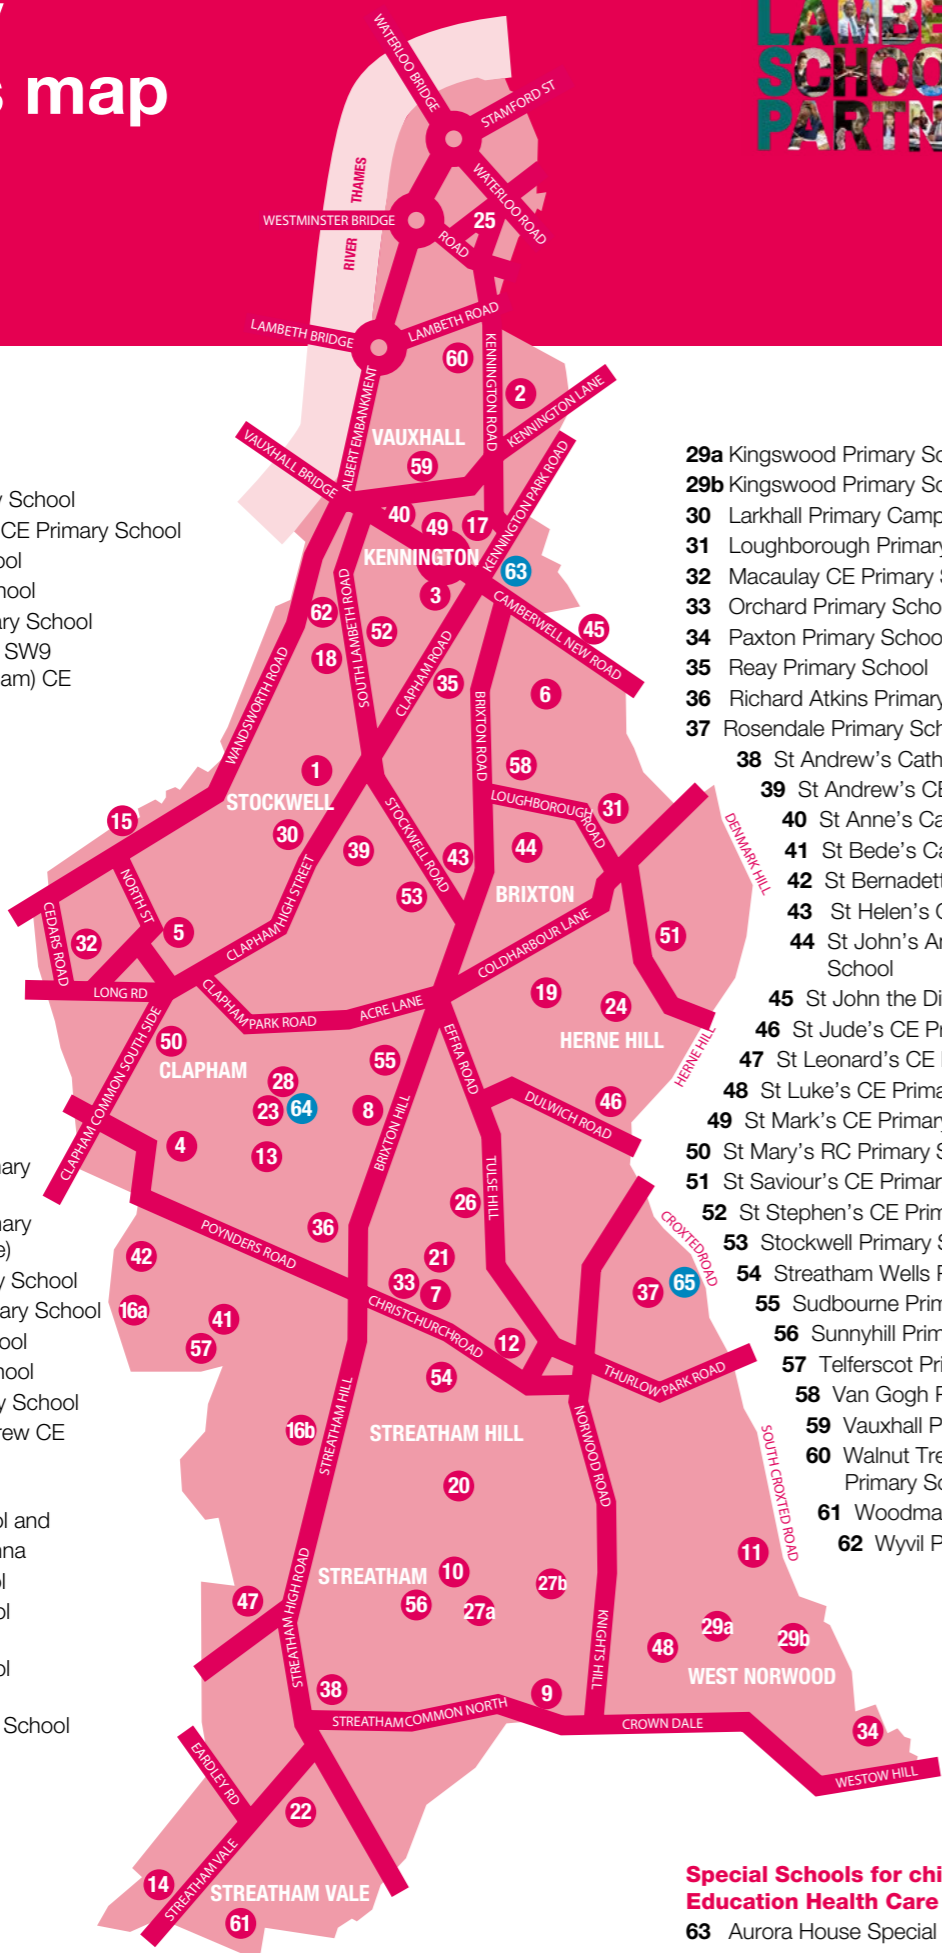 s map
WATERLOO BRIDGE
STAMFORD ST
WATERLOO ROAD
RIVER THAMES
WESTMINSTER BRIDGE
ROAD
25
LAMBETH BRIDGE
LAMBETH ROAD
60
KENNINGTON ROAD
2
KENNINGTON LANE
ALBERT EMBANKMENT
VAUXHALL
59
VAUXHALL BRIDGE
KENNINGTON PARK ROAD
40
49
17
KENNINGTON
63
3
CAMBERWELL NEW ROAD
45
62
52
18
SOUTH LAMBETH ROAD
CLAPHAM ROAD
35
6
WANDSWORTH ROAD
BRIXTON ROAD
1
58
STOCKWELL
LOUGHBOROUGH ROAD
31
15
30
39
STOCKWELL ROAD
43
44
DENMARK HILL
53
BRIXTON
NORTH ST
CLAPHAM HIGH STREET
CEDARS ROAD
32
5
COLDHARBOUR LANE
51
LONG RD
CLAPHAM PARK ROAD
ACRE LANE
19
24
HERNE HILL
HERNE HILL
CLAPHAM COMMON SOUTH SIDE
50
CLAPHAM
55
EFFRA ROAD
28
23
64
8
46
DULWICH ROAD
4
13
BRIXTON HILL
TULSE HILL
26
36
POYNDERS ROAD
21
CROXTED ROAD
42
33
7
37
65
16a
41
57
CHRISTCHURCH ROAD
12
54
THURLOW PARK ROAD
16b
STREATHAM HILL
STREATHAM HILL
NORWOOD ROAD
20
SOUTH CROXTED ROAD
11
STREATHAM
10
27b
56
27a
47
STREATHAM HIGH ROAD
KNIGHTS HILL
48
29a
29b
WEST NORWOOD
38
STREATHAM COMMON NORTH
9
CROWN DALE
34
WESTOW HILL
EARDLEY RD
22
STREATHAM VALE
14
STREATHAM VALE
61
y School
CE Primary School
ool
hool
ary School
SW9
am) CE
mary
mary
e)
y School
ary School
ool
hool
y School
rew CE
ol and
nna
ol
ol
ol
School
29a Kingswood Primary Sc
29b Kingswood Primary Sc
30 Larkhall Primary Camp
31 Loughborough Primary
32 Macaulay CE Primary S
33 Orchard Primary Schoo
34 Paxton Primary School
35 Reay Primary School
36 Richard Atkins Primary
37 Rosendale Primary Sch
38 St Andrew's Cath
39 St Andrew's CE
40 St Anne's Ca
41 St Bede's Ca
42 St Bernadett
43 St Helen's C
44 St John's An
School
45 St John the Di
46 St Jude's CE Pr
47 St Leonard's CE
48 St Luke's CE Prima
49 St Mark's CE Primary
50 St Mary's RC Primary S
51 St Saviour's CE Primar
52 St Stephen's CE Prim
53 Stockwell Primary S
54 Streatham Wells P
55 Sudbourne Prim
56 Sunnyhill Prim
57 Telferscot Pri
58 Van Gogh P
59 Vauxhall P
60 Walnut Tre
Primary Sc
61 Woodma
62 Wyvil P
Special Schools for chi
Education Health Care
63 Aurora House Special
LAMBE
SCHOO
PARTN